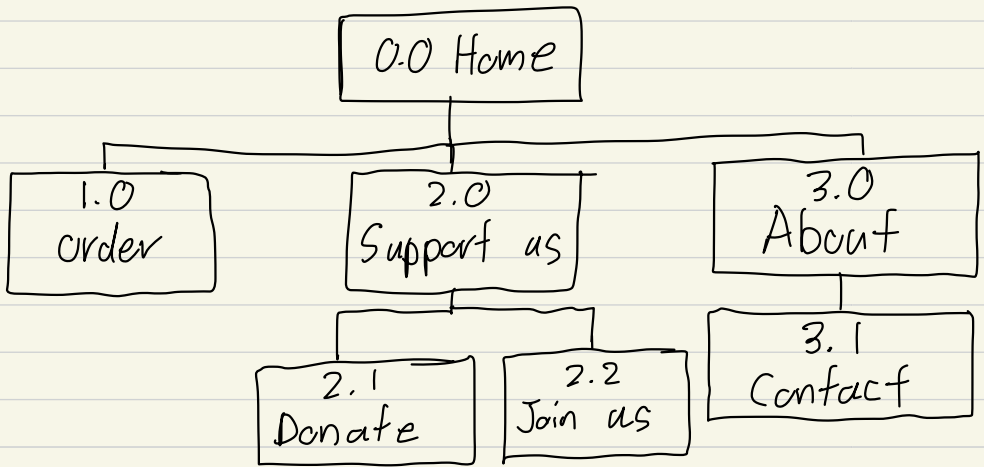 0.0 Home
1.0
order
2.0
Support us
3.0
About
2.1
Donate
2.2
Join us
3.1
Contact